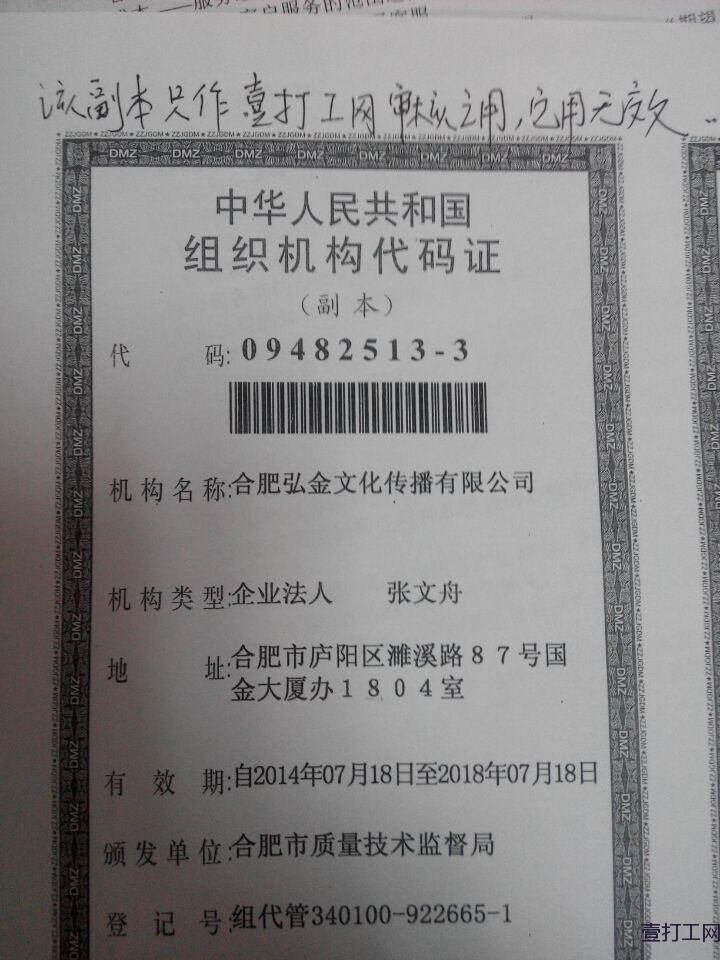 该副本只作壹打工网审核之用,它用无效
中华人民共和国
组织机构代码证
(副本)
代 码:09482513-3
机构名称:合肥弘金文化传播有限公司
机构类型:企业法人 张文舟
地 址:合肥市庐阳区濉溪路87号国
金大厦办1804室
有 效 期:自2014年07月18日至2018年07月18日
颁发单位:合肥市质量技术监督局
登 记 号:组代管340100-922665-1
壹打工网